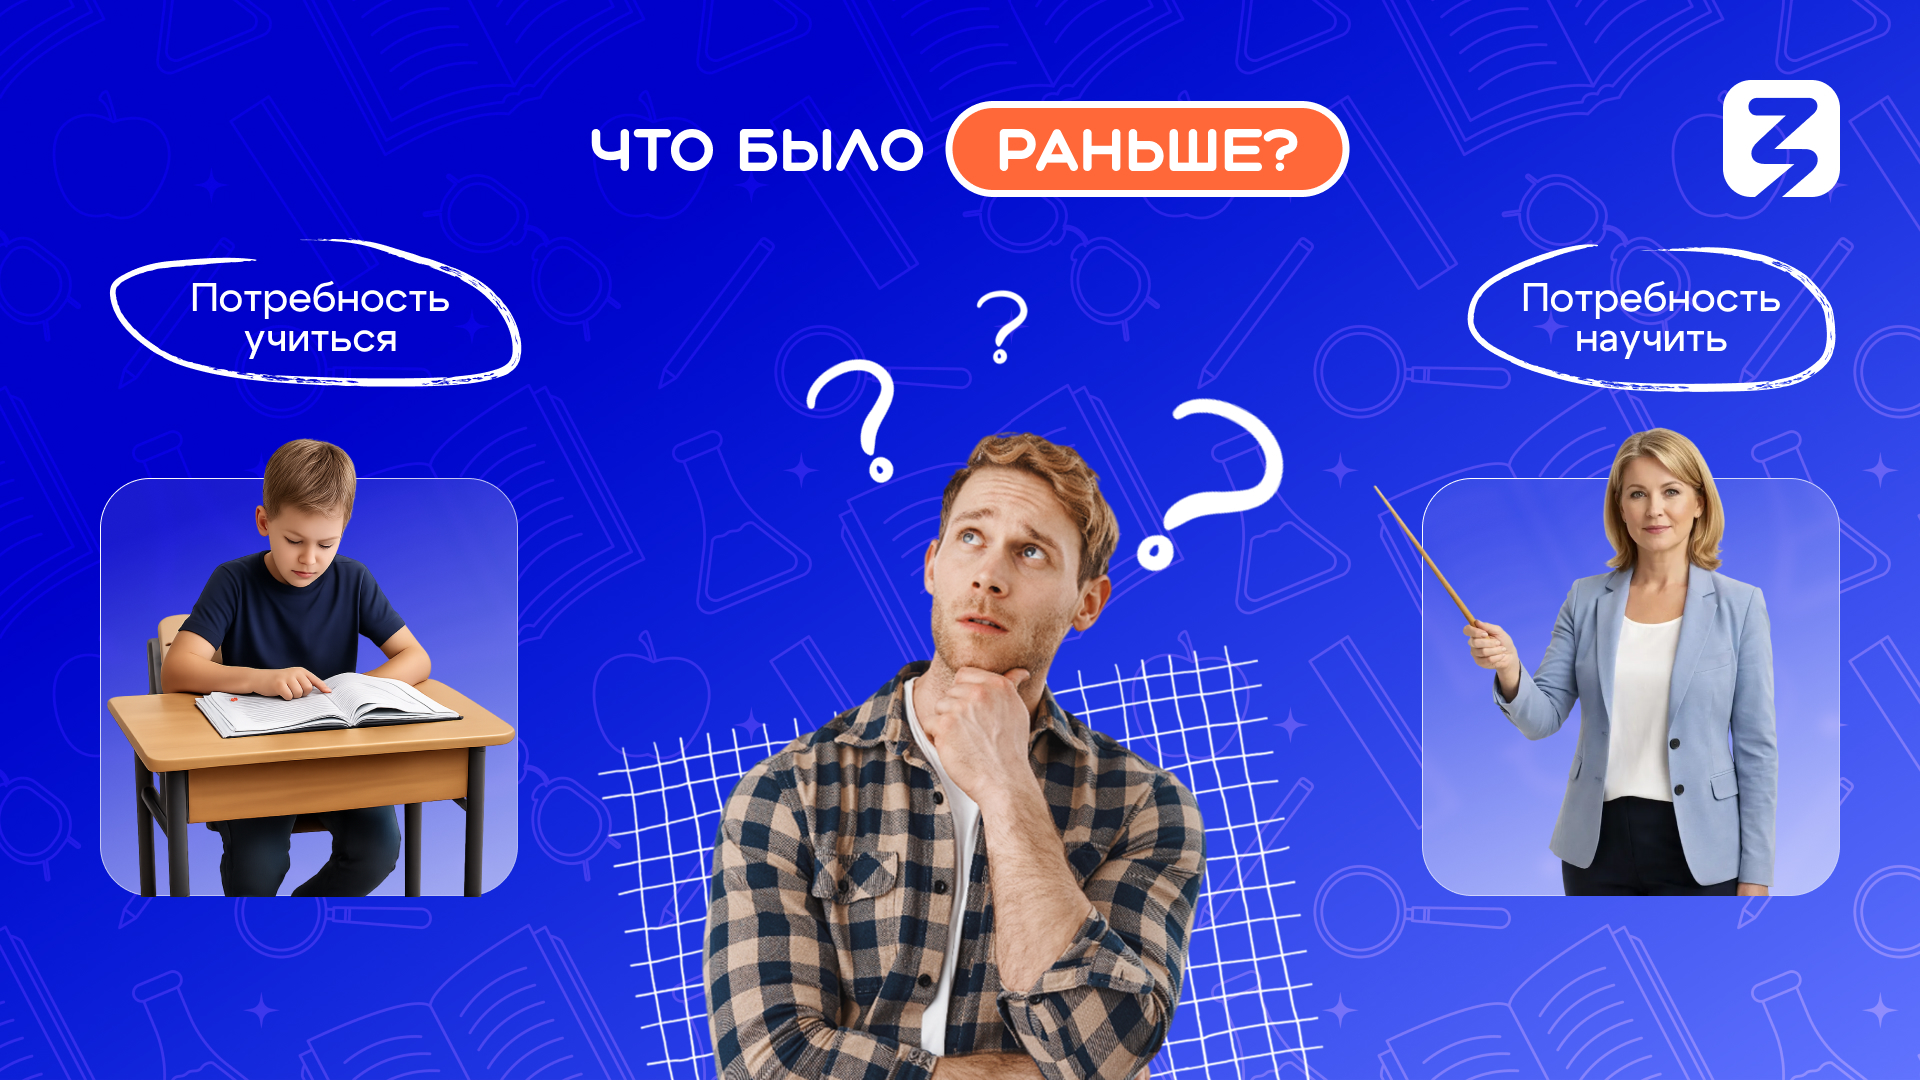 ЧТО БЫЛО РАНЬШЕ?
Потребность
учиться
Потребность
научить